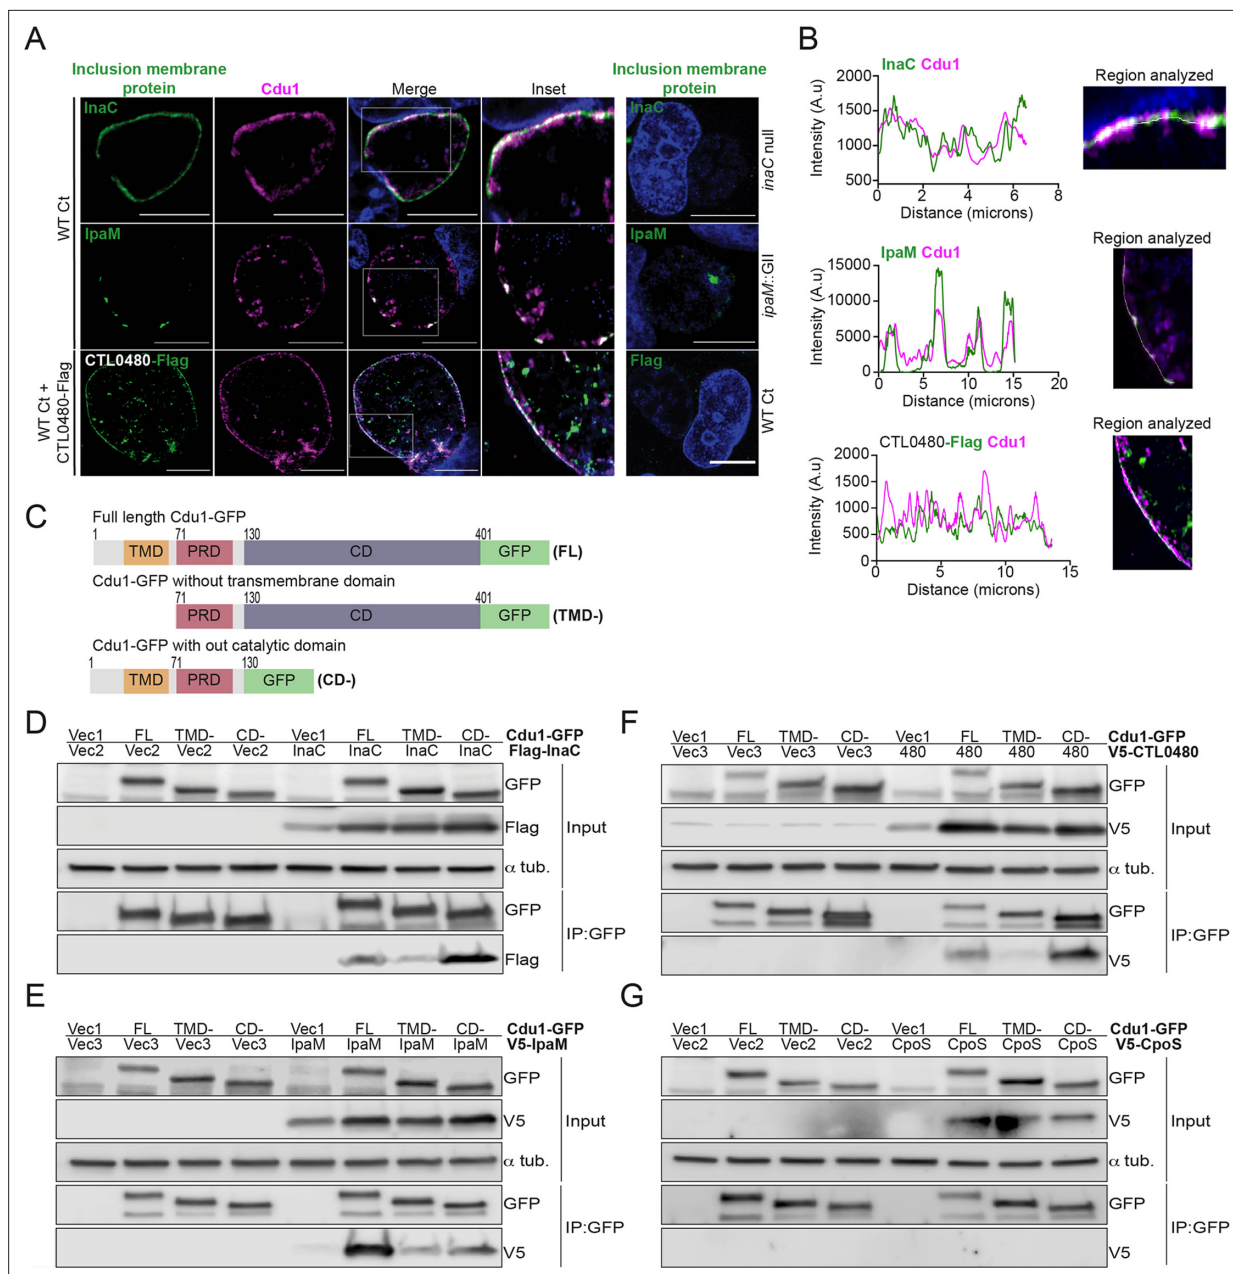 A
Inclusion membrane protein
Cdu1
Merge
Inset
Inclusion membrane protein
WT Ct
InaC
InaC
inaC null
IpaM
IpaM
ipaM::GII
WT Ct + CTL0480-Flag
CTL0480-Flag
Flag
WT Ct
B
InaC Cdu1
Region analyzed
Intensity (A.u)
2000
1500
1000
500
0 2 4 6 8
Distance (microns)
IpaM Cdu1
Region analyzed
Intensity (A.u)
15000
10000
5000
0
0 5 10 15 20
Distance (microns)
CTL0480-Flag Cdu1
Region analyzed
Intensity (A.u)
2000
1500
1000
500
0
0 5 10 15
Distance (microns)
C
Full length Cdu1-GFP
1 71 130 401
TMD PRD CD GFP (FL)
Cdu1-GFP without transmembrane domain
71 130 401
PRD CD GFP (TMD-)
Cdu1-GFP with out catalytic domain
1 71 130
TMD PRD GFP (CD-)
D
Vec1 FL TMD- CD- Vec1 FL TMD- CD- Cdu1-GFP
Vec2 Vec2 Vec2 Vec2 InaC InaC InaC InaC Flag-InaC
GFP
Flag
α tub.
Input
GFP
Flag
IP:GFP
E
Vec1 FL TMD- CD- Vec1 FL TMD- CD- Cdu1-GFP
Vec3 Vec3 Vec3 Vec3 IpaM IpaM IpaM IpaM V5-IpaM
GFP
V5
α tub.
Input
GFP
V5
IP:GFP
F
Vec1 FL TMD- CD- Vec1 FL TMD- CD- Cdu1-GFP
Vec3 Vec3 Vec3 Vec3 480 480 480 480 V5-CTL0480
GFP
V5
α tub.
Input
GFP
V5
IP:GFP
G
Vec1 FL TMD- CD- Vec1 FL TMD- CD- Cdu1-GFP
Vec2 Vec2 Vec2 Vec2 CpoS CpoS CpoS CpoS V5-CpoS
GFP
V5
α tub.
Input
GFP
V5
IP:GFP